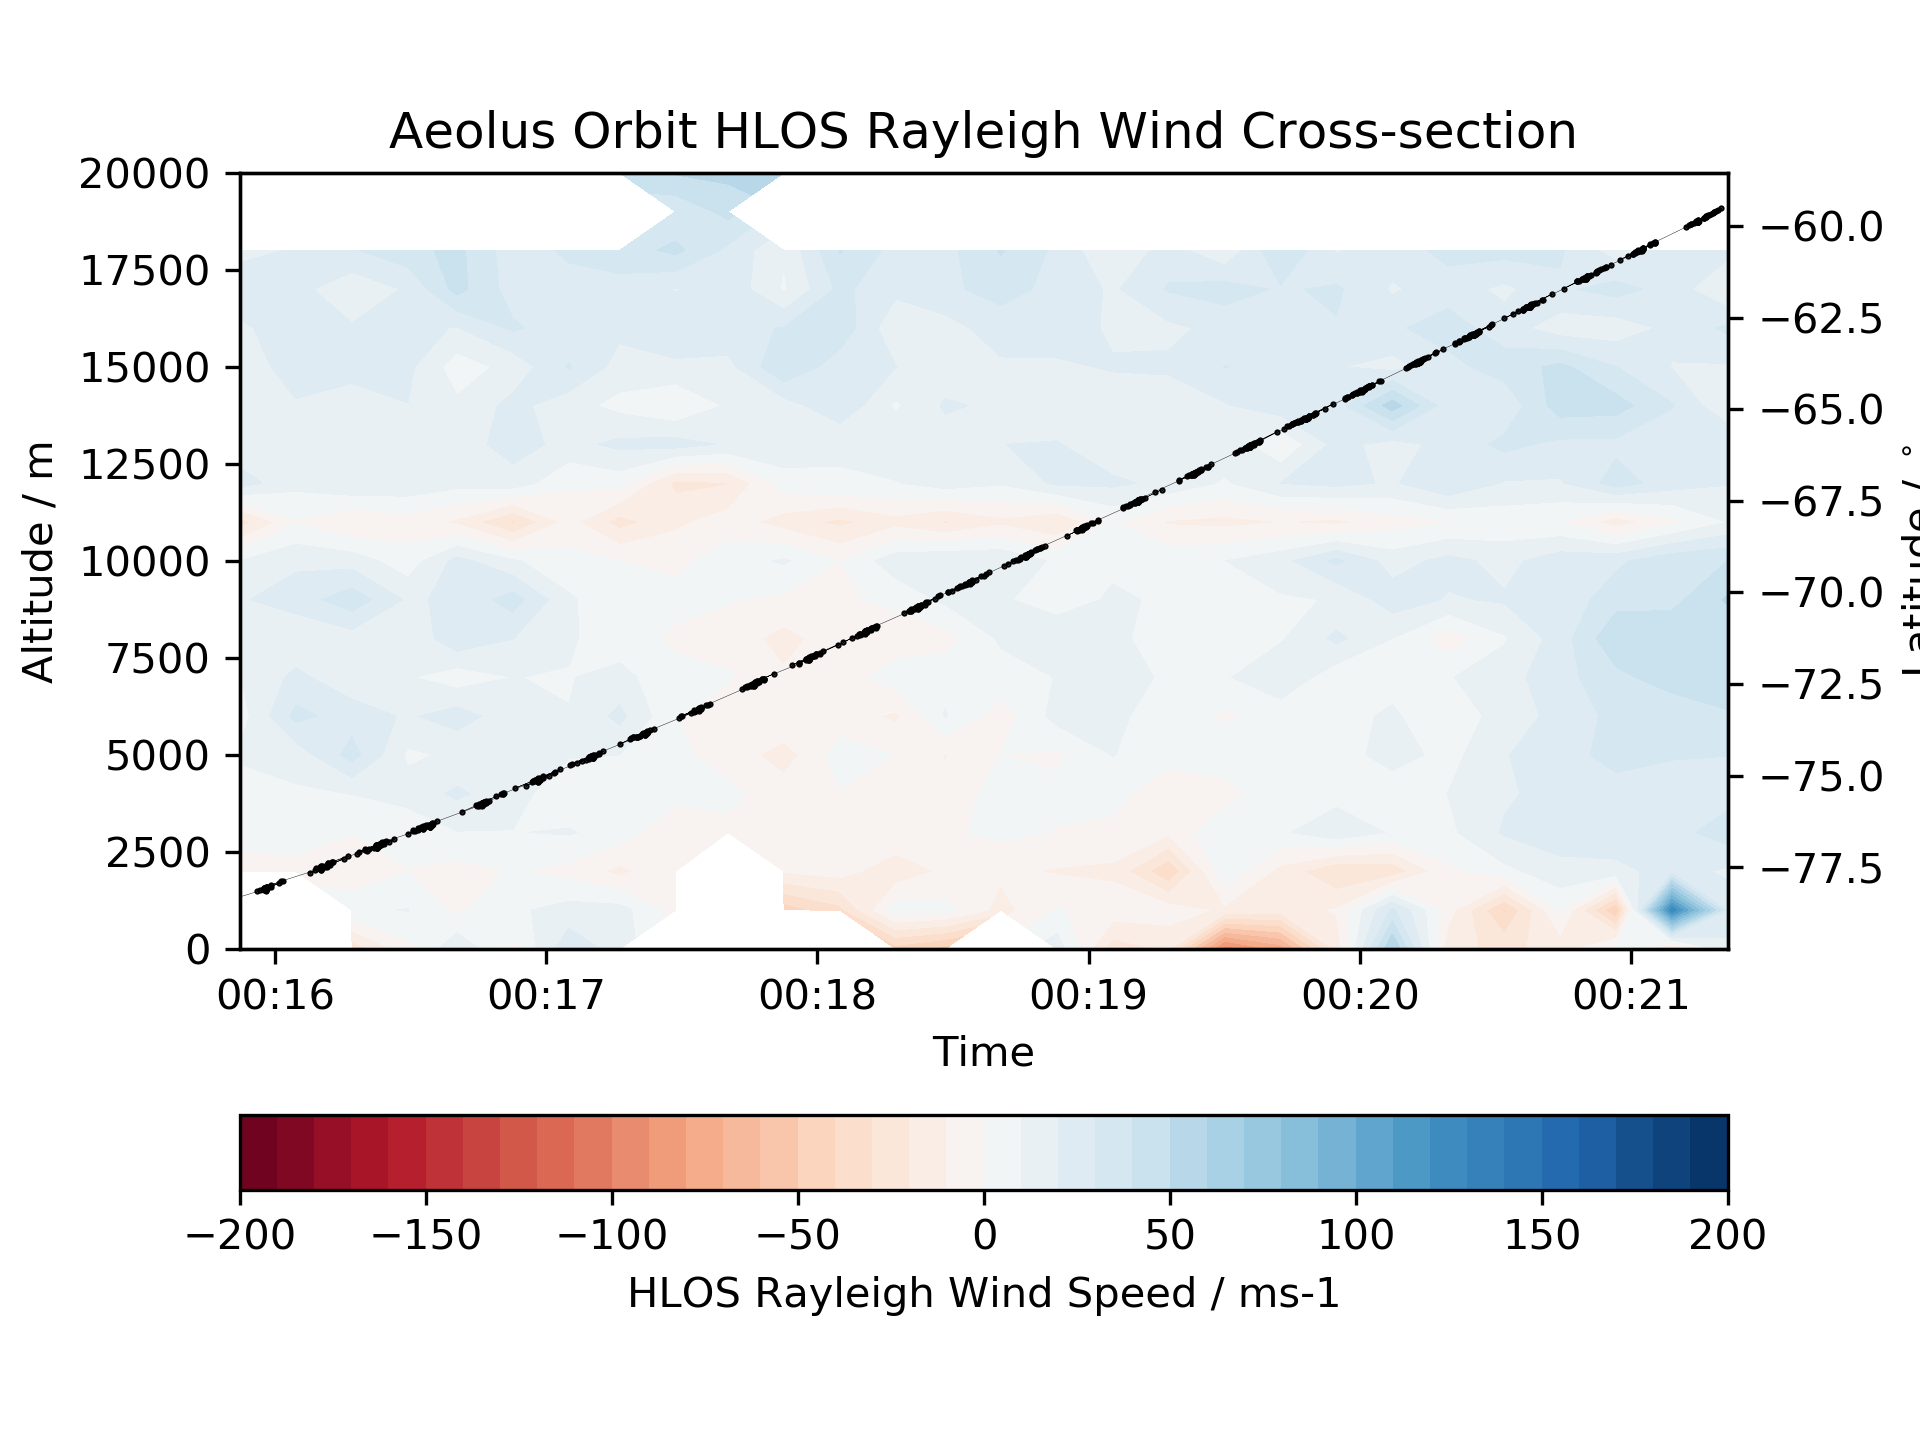 Aeolus Orbit HLOS Rayleigh Wind Cross-section
20000
17500
15000
12500
10000
7500
5000
2500
0
Altitude / m
−60.0
−62.5
−65.0
−67.5
−70.0
−72.5
−75.0
−77.5
Latitude / °
00:16 00:17 00:18 00:19 00:20 00:21
Time
−200 −150 −100 −50 0 50 100 150 200
HLOS Rayleigh Wind Speed / ms-1